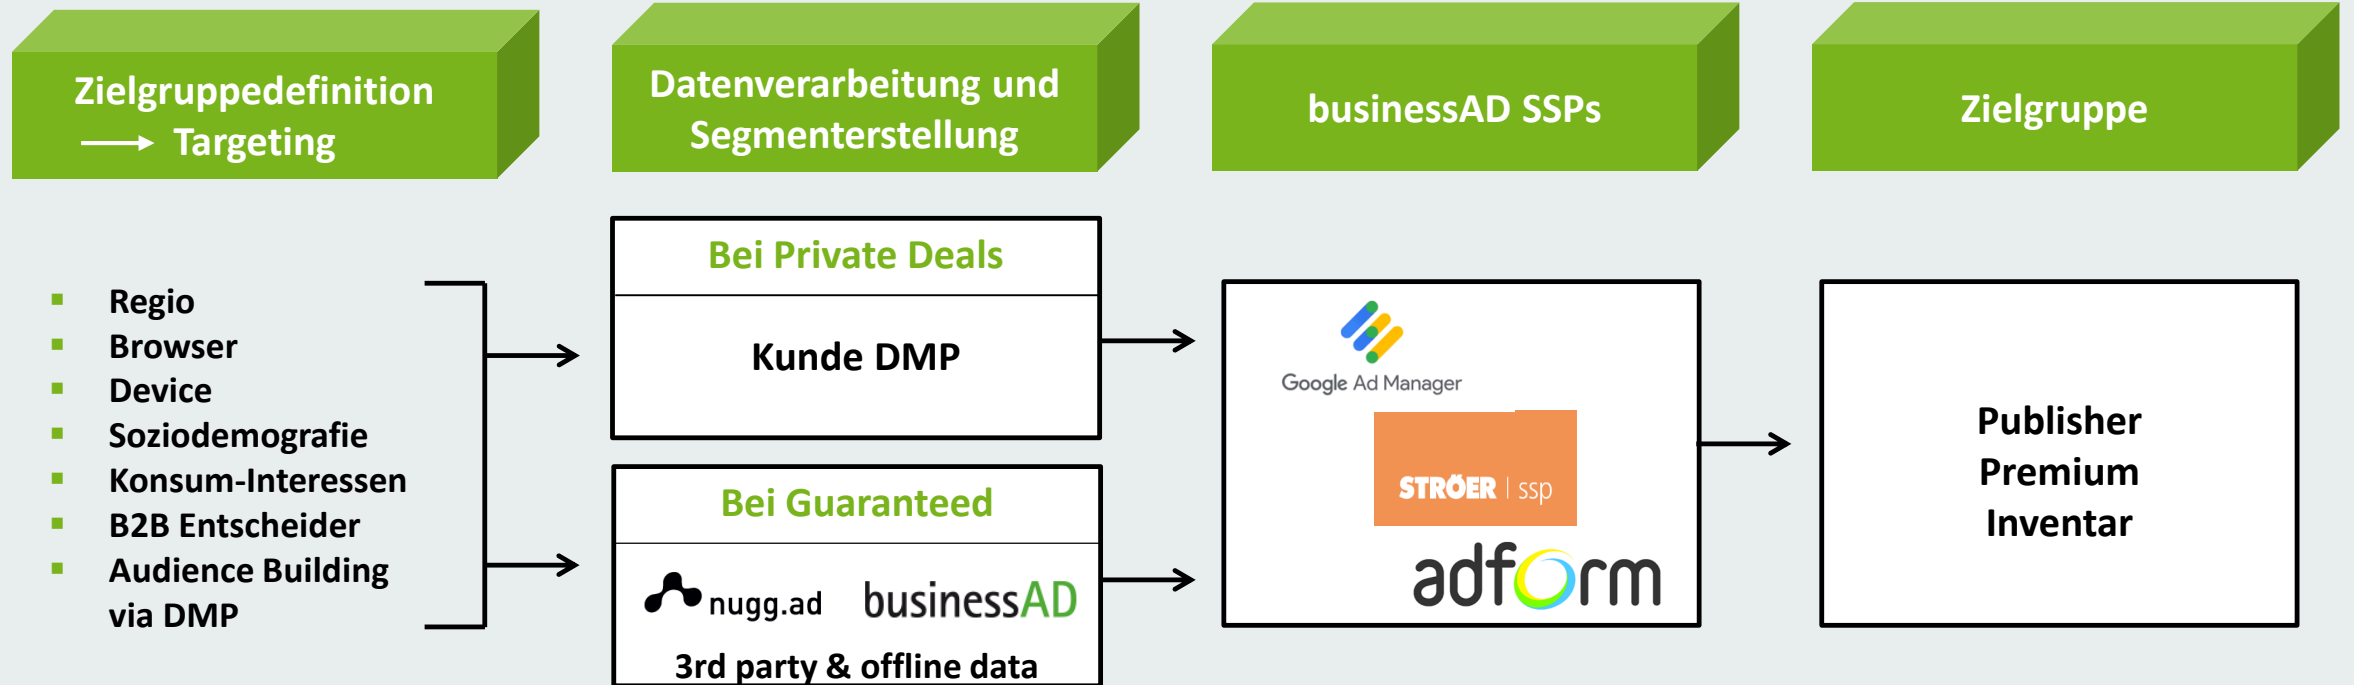 Zielgruppedefinition
→ Targeting
Datenverarbeitung und
Segmenterstellung
businessAD SSPs
Zielgruppe
Regio
Browser
Device
Soziodemografie
Konsum-Interessen
B2B Entscheider
Audience Building
via DMP
Bei Private Deals
Kunde DMP
Bei Guaranteed
nugg.ad
businessAD
3rd party & offline data
Google Ad Manager
STRÖER | ssp
adform
Publisher
Premium
Inventar